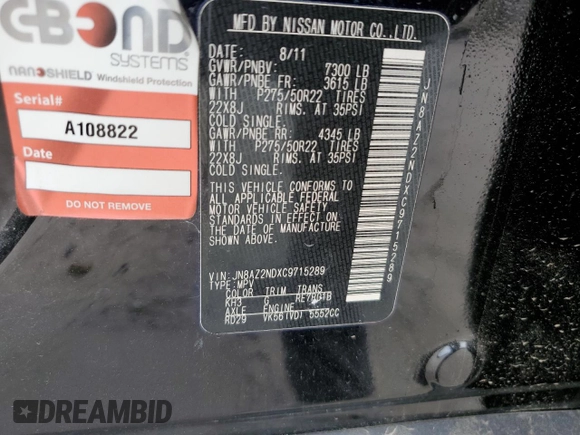 C-BOND
SYSTEMS
NANOSHIELD Windshield Protection
Serial#
A108822
Date
DO NOT REMOVE
MFD BY NISSAN MOTOR CO.,LTD.
DATE: 8/11
GVWR/PNBV: 7300 LB
GAWR/PNBE FR: 3615 LB
WITH P275/50R22 TIRES
22X8J RIMS. AT 35PSI
COLD SINGLE.
GAWR/PNBE RR: 4345 LB
WITH P275/50R22 TIRES
22X8J RIMS. AT 35PSI
COLD SINGLE.
THIS VEHICLE CONFORMS TO
ALL APPLICABLE FEDERAL
MOTOR VEHICLE SAFETY
STANDARDS IN EFFECT ON
THE DATE OF MANUFACTURE
SHOWN ABOVE.
VIN: JN8AZ2NDXC9715289
TYPE: MPV
COLOR TRIM TRANS
KH3 G
AXLE ENGINE
RD29 VK56(VD) 5552CC
JN8AZ2NDXC9715289
DREAMBID